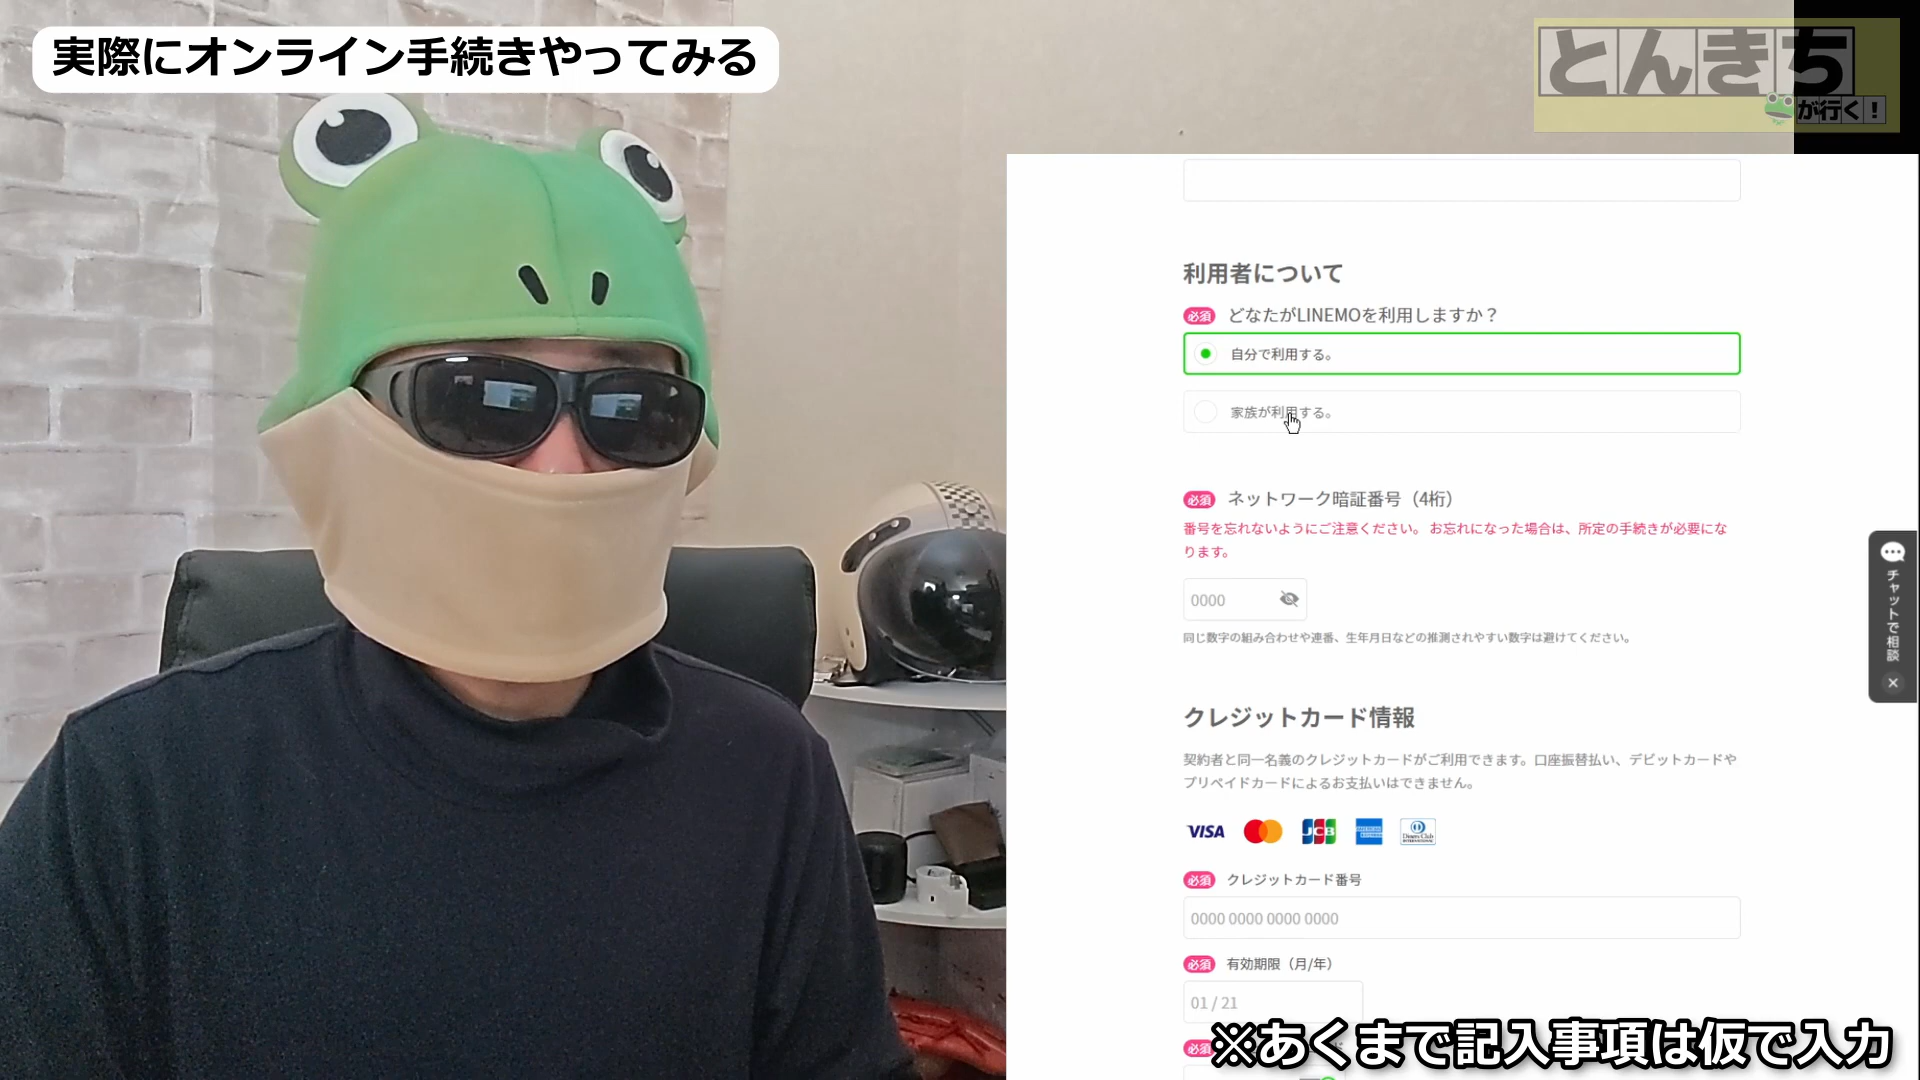 実際にオンライン手続きやってみる
とんきち
が行く！
利用者について
必須 どなたがLINEMOを利用しますか？
自分で利用する。
家族が利用する。
必須 ネットワーク暗証番号（4桁）
番号を忘れないようにご注意ください。 お忘れになった場合は、所定の手続きが必要にな
ります。
0000
同じ数字の組み合わせや連番、生年月日などの推測されやすい数字は避けてください。
チャットで相談
クレジットカード情報
契約者と同一名義のクレジットカードがご利用できます。口座振替払い、デビットカードや
プリペイドカードによるお支払いはできません。
VISA JCB
必須 クレジットカード番号
0000 0000 0000 0000
必須 有効期限（月/年）
01 / 21
必須
※あくまで記入事項は仮で入力